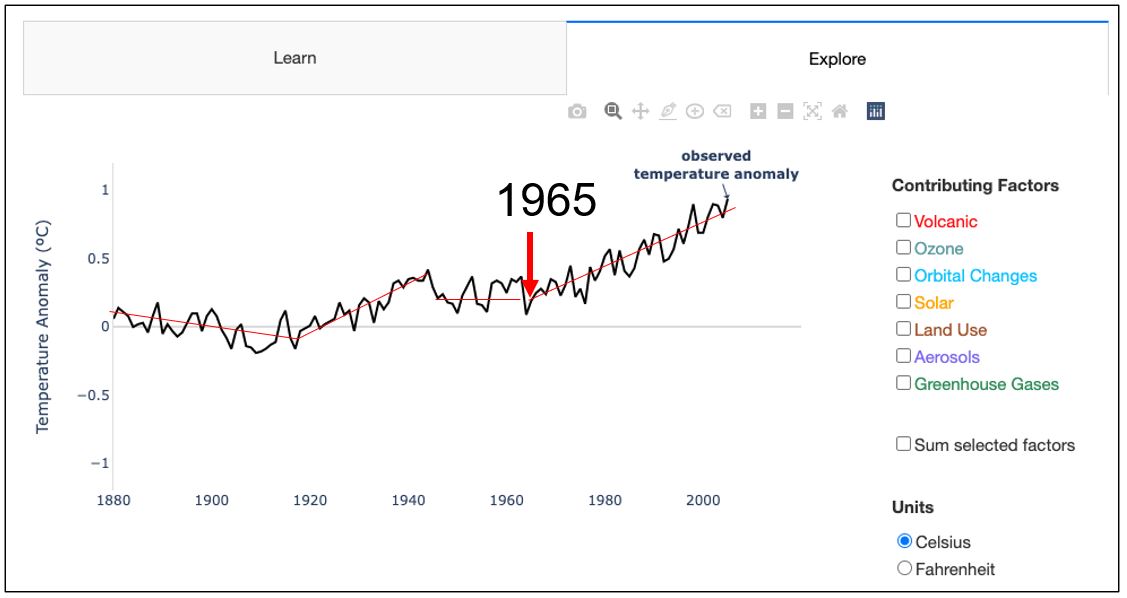 Learn
Explore
observed
temperature anomaly
1965
Temperature Anomaly (ºC)
1
0.5
0
−0.5
−1
1880
1900
1920
1940
1960
1980
2000
Contributing Factors
Volcanic
Ozone
Orbital Changes
Solar
Land Use
Aerosols
Greenhouse Gases
Sum selected factors
Units
Celsius
Fahrenheit